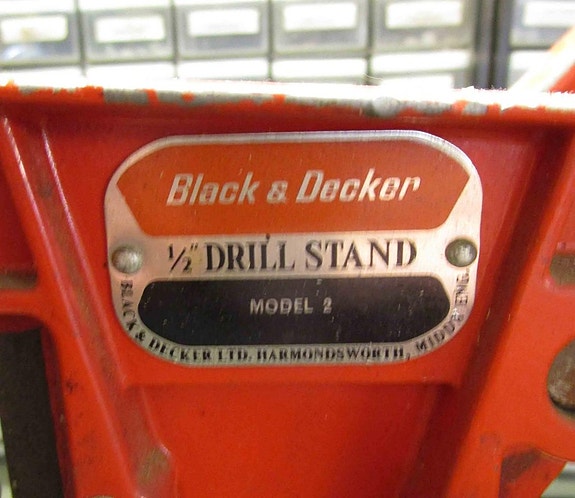 Black & Decker
½" DRILL STAND
MODEL 2
BLACK & DECKER LTD. HARMONDSWORTH, MIDDX. ENG.